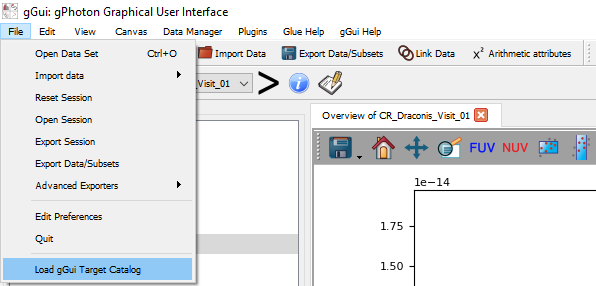 gGui: gPhoton Graphical User Interface
File Edit View Canvas Data Manager Plugins Glue Help gGui Help
Open Data Set Ctrl+O
Import Data Export Data/Subsets Link Data x² Arithmetic attributes
Import data
_Visit_01 >
Reset Session
Open Session
Overview of CR_Draconis_Visit_01
Export Session
FUV NUV
Export Data/Subsets
Advanced Exporters
1e−14
Edit Preferences
1.75
Quit
Load gGui Target Catalog
1.50